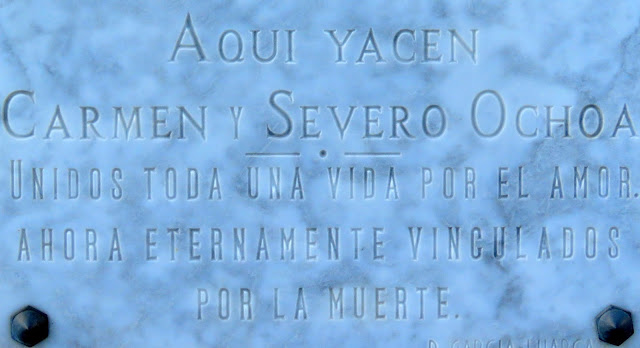 AQUI YACEN
CARMEN Y SEVERO OCHOA
UNIDOS TODA UNA VIDA POR EL AMOR.
AHORA ETERNAMENTE VINCULADOS
POR LA MUERTE.